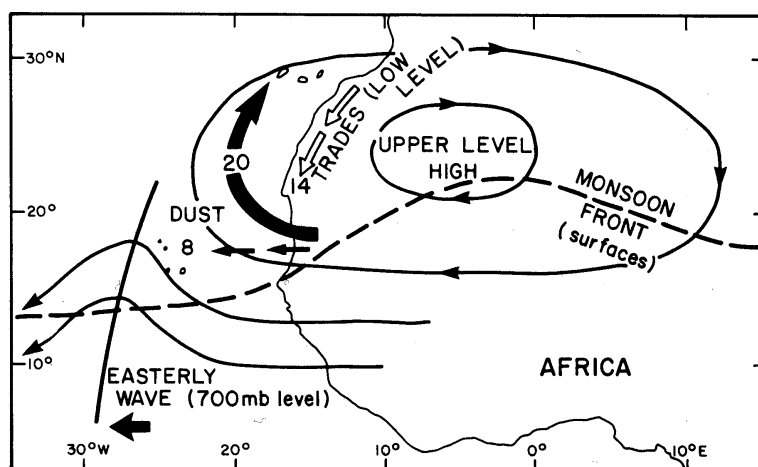 30°N
20°
10°
30°W
20°
10°
0°
10°E
TRADES (LOW LEVEL)
14
20
DUST
8
UPPER LEVEL
HIGH
MONSOON
FRONT
(surfaces)
AFRICA
EASTERLY
WAVE (700mb level)